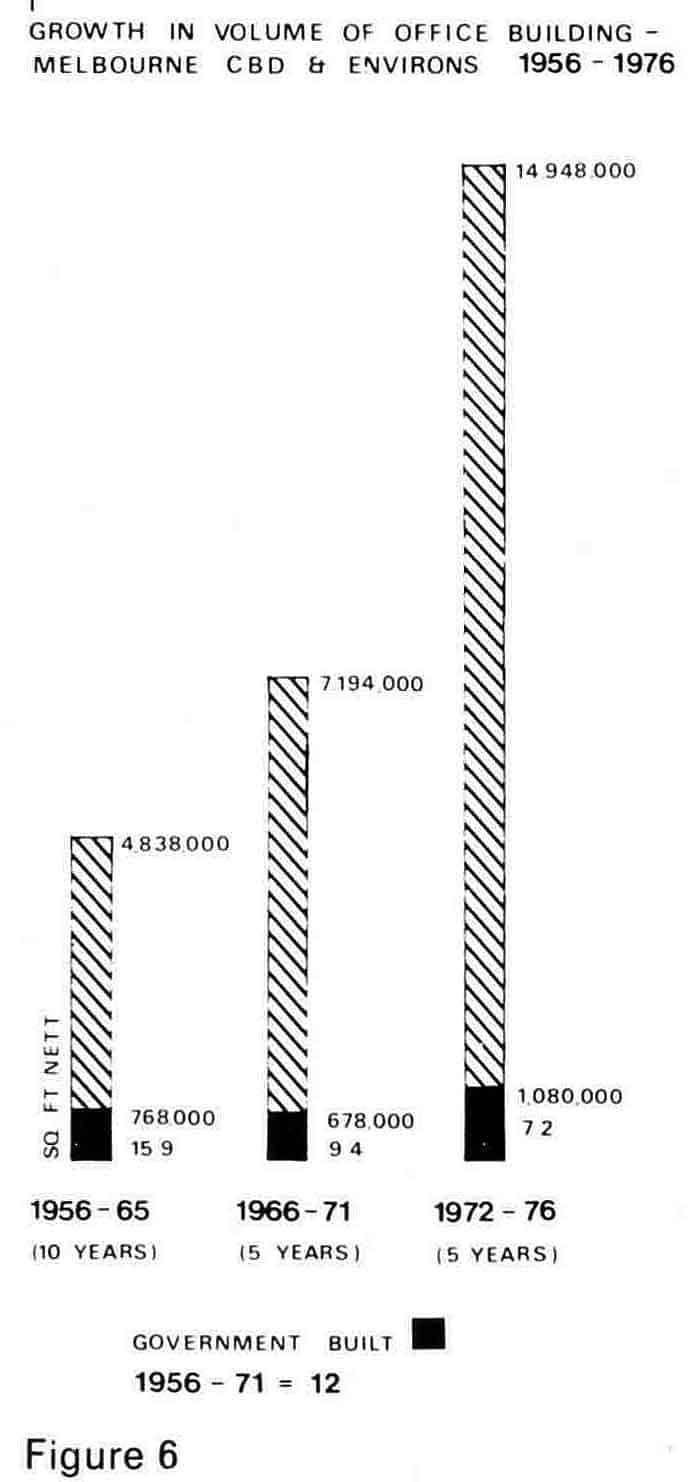 GROWTH IN VOLUME OF OFFICE BUILDING –
MELBOURNE CBD & ENVIRONS 1956 – 1976
14 948.000
7 194.000
4.838.000
SQ FT NETT
768.000
15 9
678.000
9 4
1,080,000
7 2
1956 – 65
1966 – 71
1972 – 76
(10 YEARS)
(5 YEARS)
(5 YEARS)
GOVERNMENT BUILT
1956 – 71 = 12
Figure 6